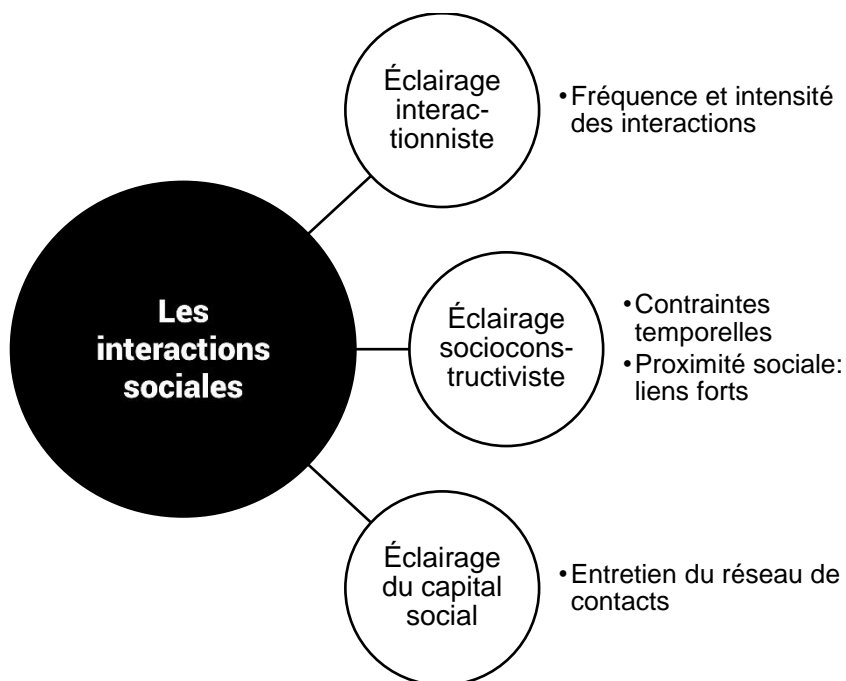 Éclairage
interac-
tionniste
•Fréquence et intensité
des interactions
Les
interactions
sociales
Éclairage
sociocons-
tructiviste
•Contraintes
temporelles
•Proximité sociale:
liens forts
Éclairage
du capital
social
•Entretien du réseau de
contacts